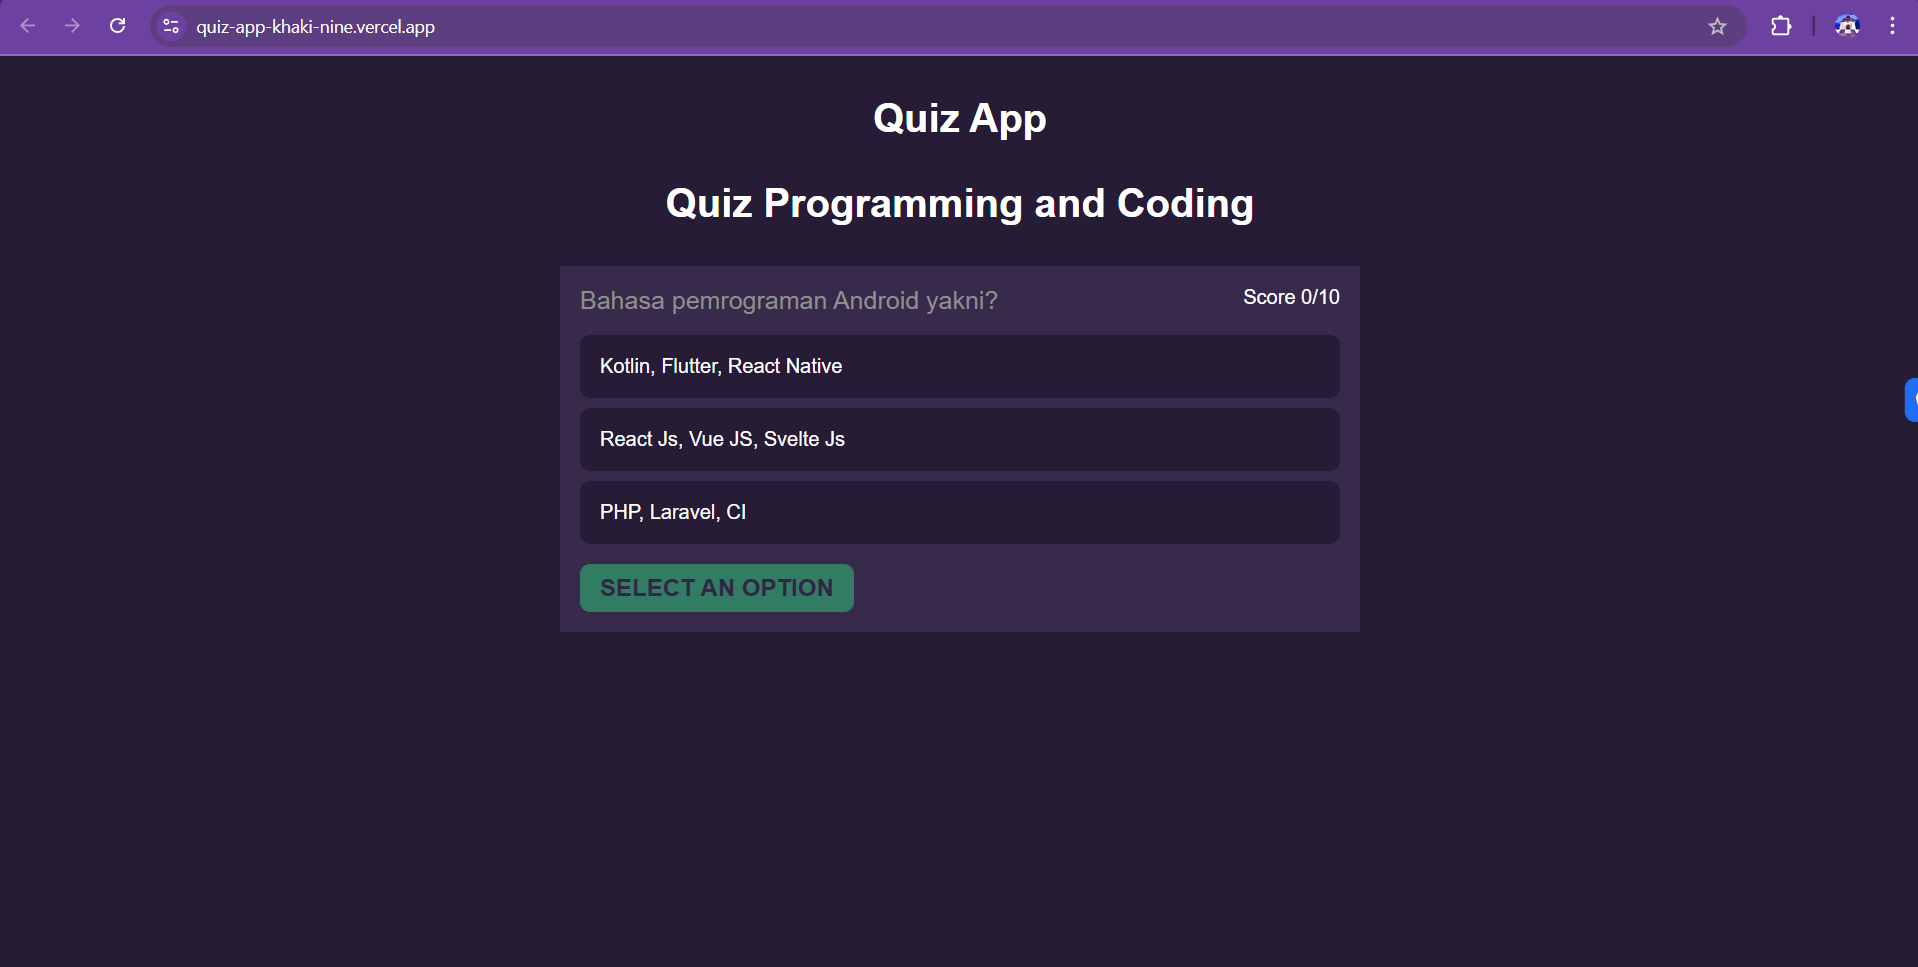 quiz-app-khaki-nine.vercel.app
Quiz App
Quiz Programming and Coding
Bahasa pemrograman Android yakni?
Score 0/10
Kotlin, Flutter, React Native
React Js, Vue JS, Svelte Js
PHP, Laravel, CI
SELECT AN OPTION